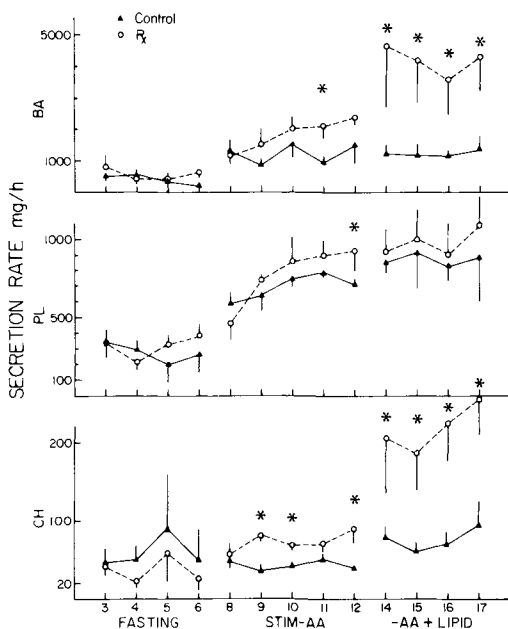 Control
Rx
SECRETION RATE mg/h
BA
5000
1000
* * * * *
PL
1000
500
100
*
CH
200
100
20
* * * * * * *
3 4 5 6 8 9 10 11 12 14 15 16 17
FASTING STIM-AA -AA + LIPID